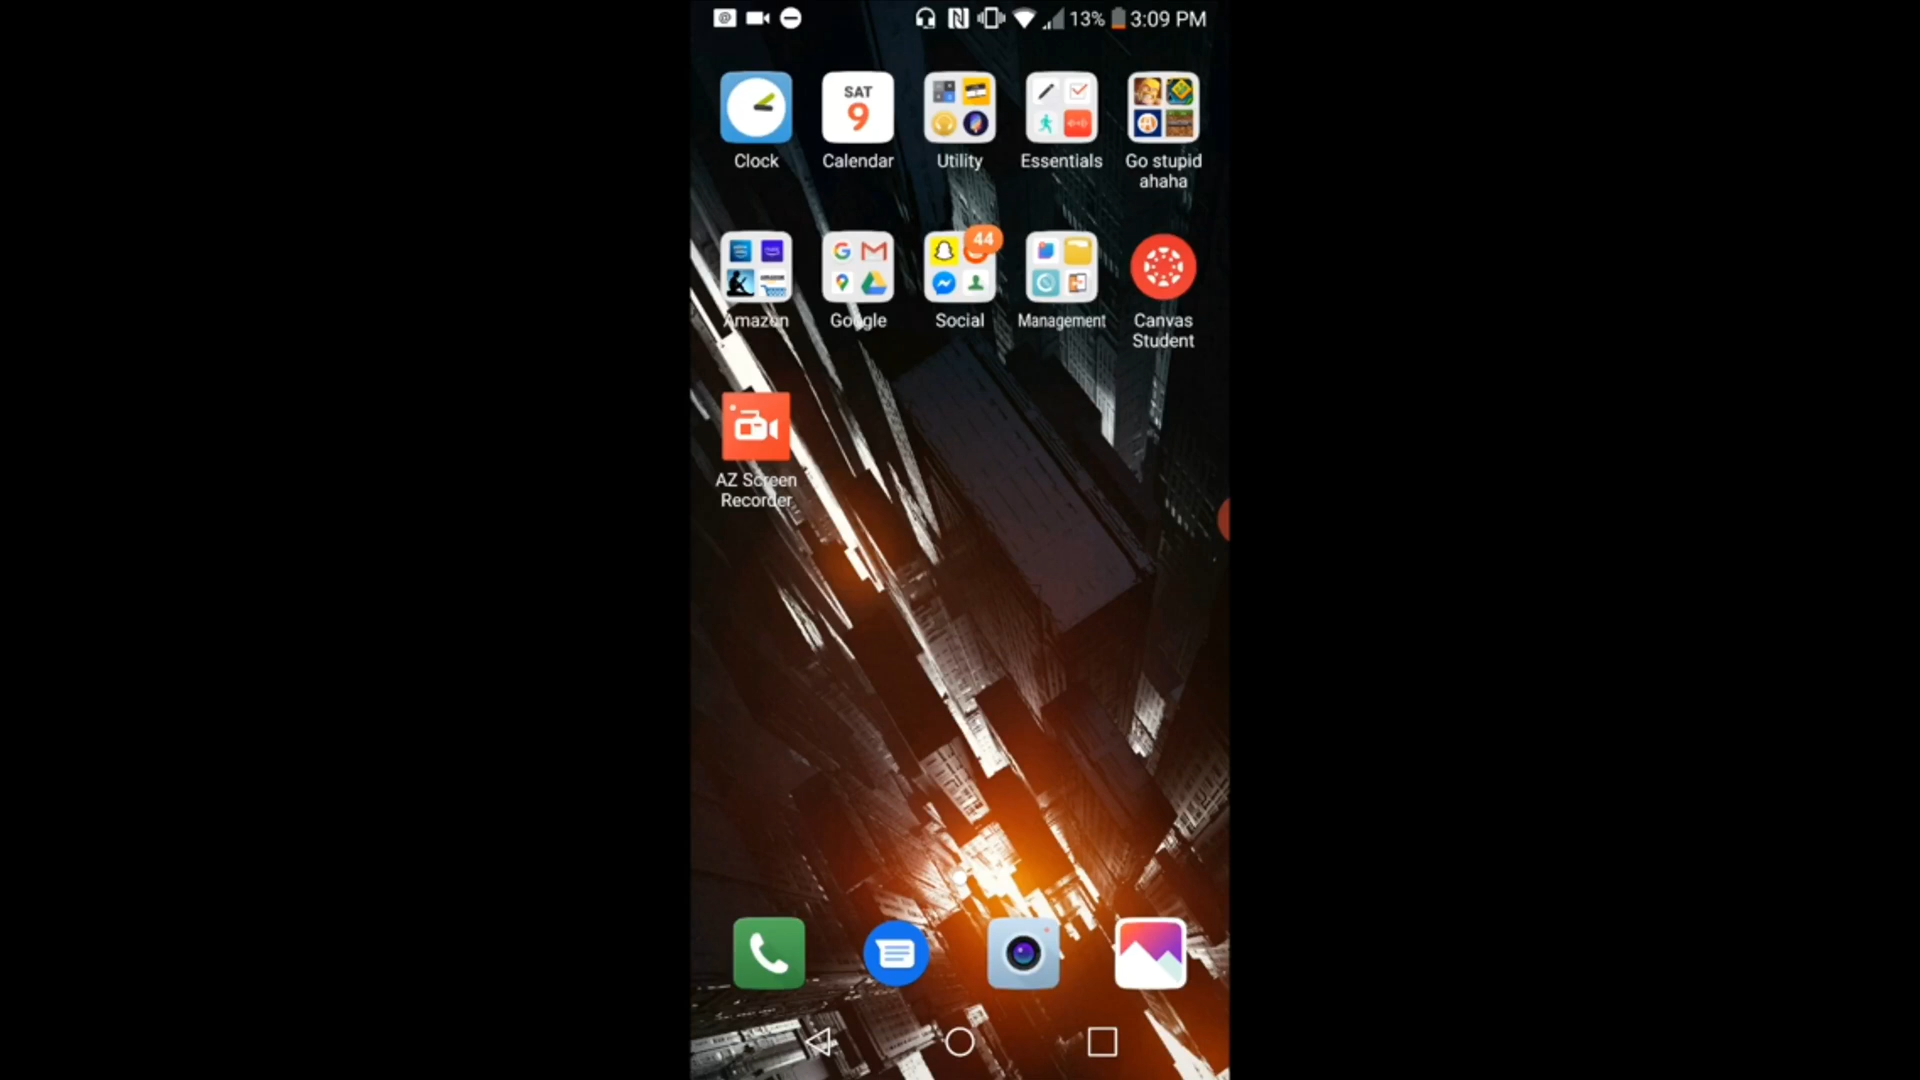 13% 3:09 PM
SAT
9
Clock Calendar Utility Essentials Go stupid
ahaha
44
amazon
Amazon Google Social Management Canvas
Student
AZ Screen
Recorder